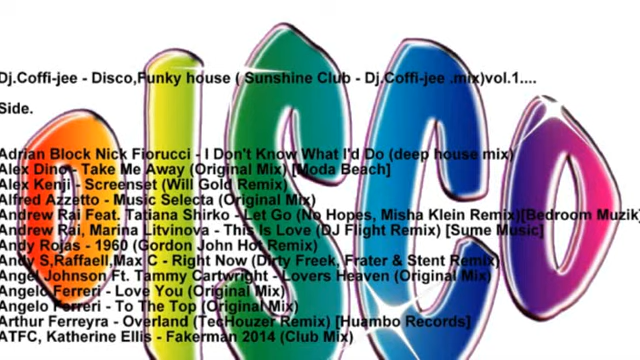 DISCO
Dj.Coffi-jee - Disco,Funky house ( Sunshine Club - Dj.Coffi-jee .mix)vol.1....
Side.
Adrian Block Nick Fiorucci - I Don't Know What I'd Do (deep house mix)
Alex Dino - Take Me Away (Original Mix) [Moda Beach]
Alex Kenji - Screenset (Will Gold Remix)
Alfred Azzetto - Music Selecta (Original Mix)
Andrew Rai Feat. Tatiana Shirko - Let Go (No Hopes, Misha Klein Remix)[Bedroom Muzik]
Andrew Rai, Marina Litvinova - This Is Love (DJ Flight Remix) [Sume Music]
Andy Rojas - 1960 (Gordon John Hot Remix)
Andy S,Raffaell,Max C - Right Now (Dirty Freek, Frater & Stent Remix)
Angel Johnson Ft. Tammy Cartwright - Lovers Heaven (Original Mix)
Angelo Ferreri - Love You (Original Mix)
Angelo Ferreri - To The Top (Original Mix)
Arthur Ferreyra - Overland (TecHouzer Remix) [Huambo Records]
ATFC, Katherine Ellis - Fakerman 2014 (Club Mix)